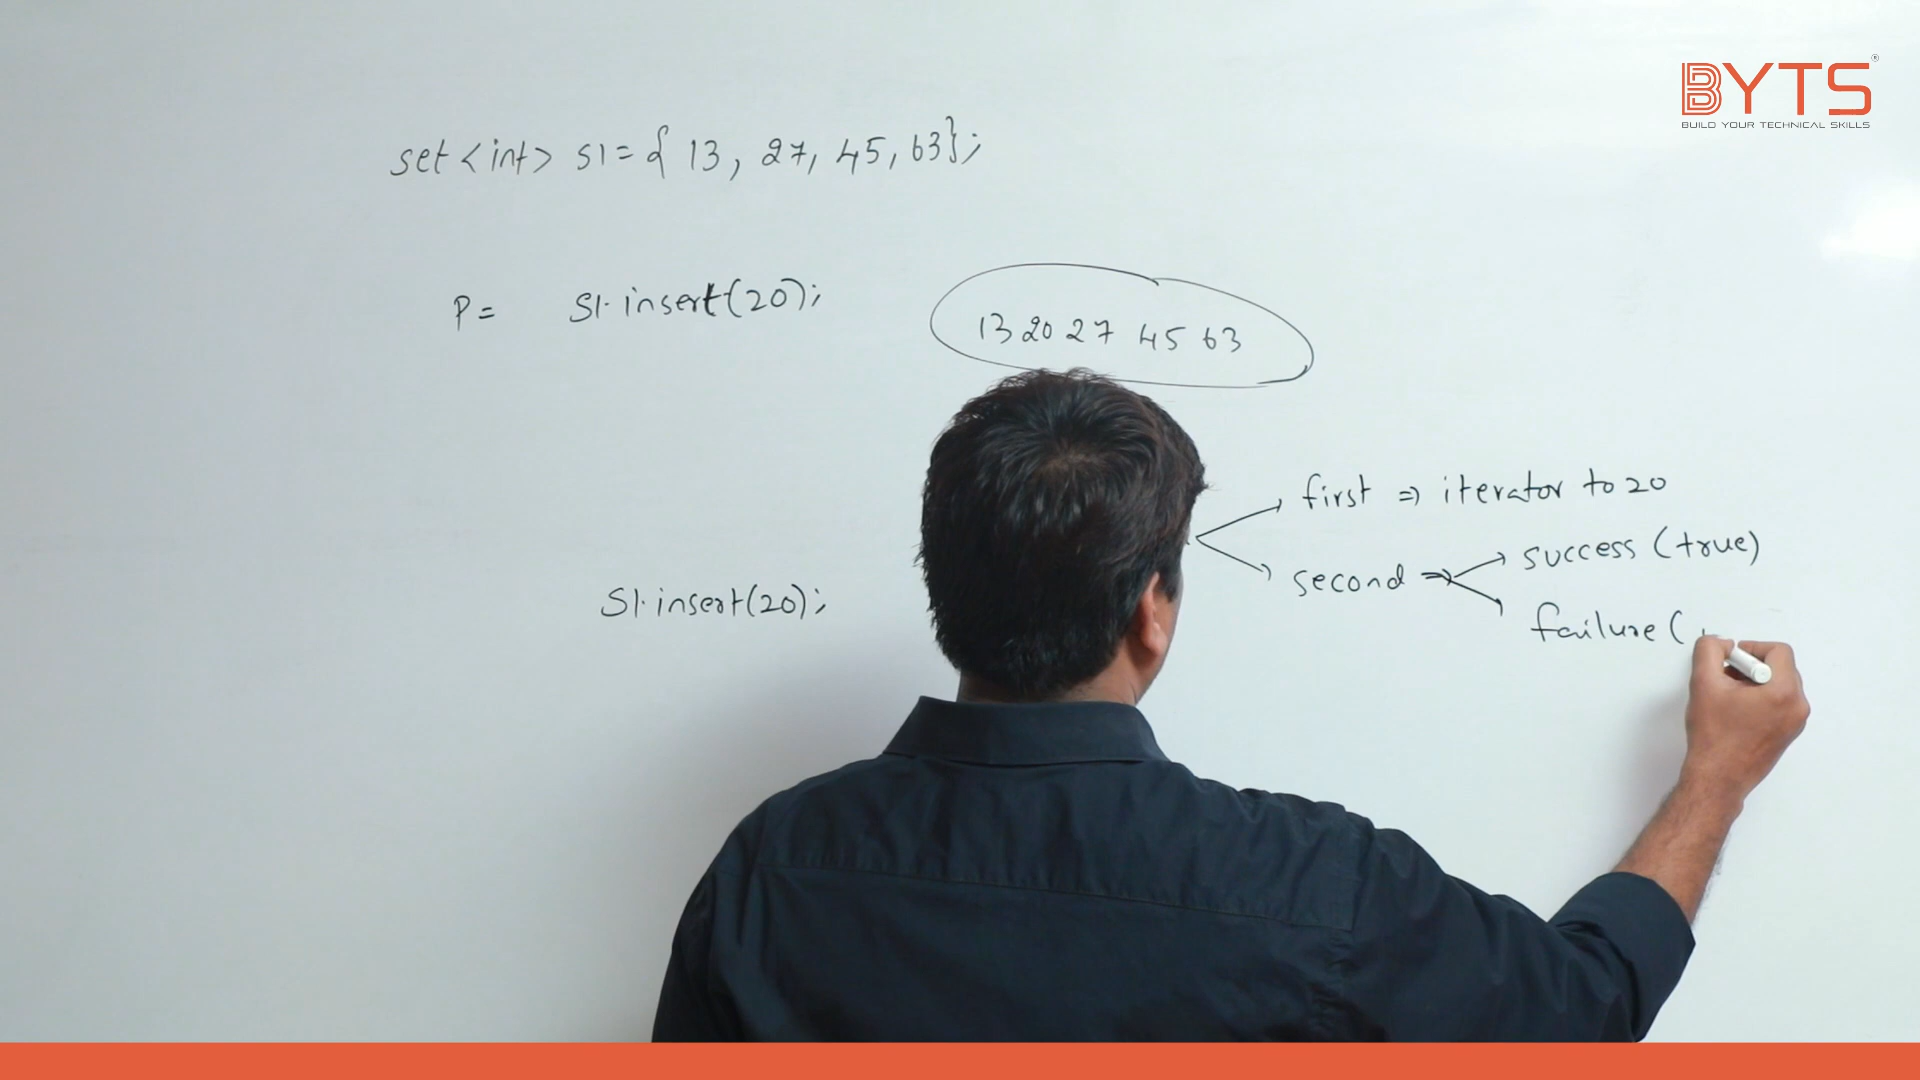 BYTS
BUILD YOUR TECHNICAL SKILLS
set<int> s1={ 13, 27, 45, 63};
P= S1.insert(20);
13 20 27 45 63
first => iterator to 20
second => success (true)
failure (
S1.insert(20);